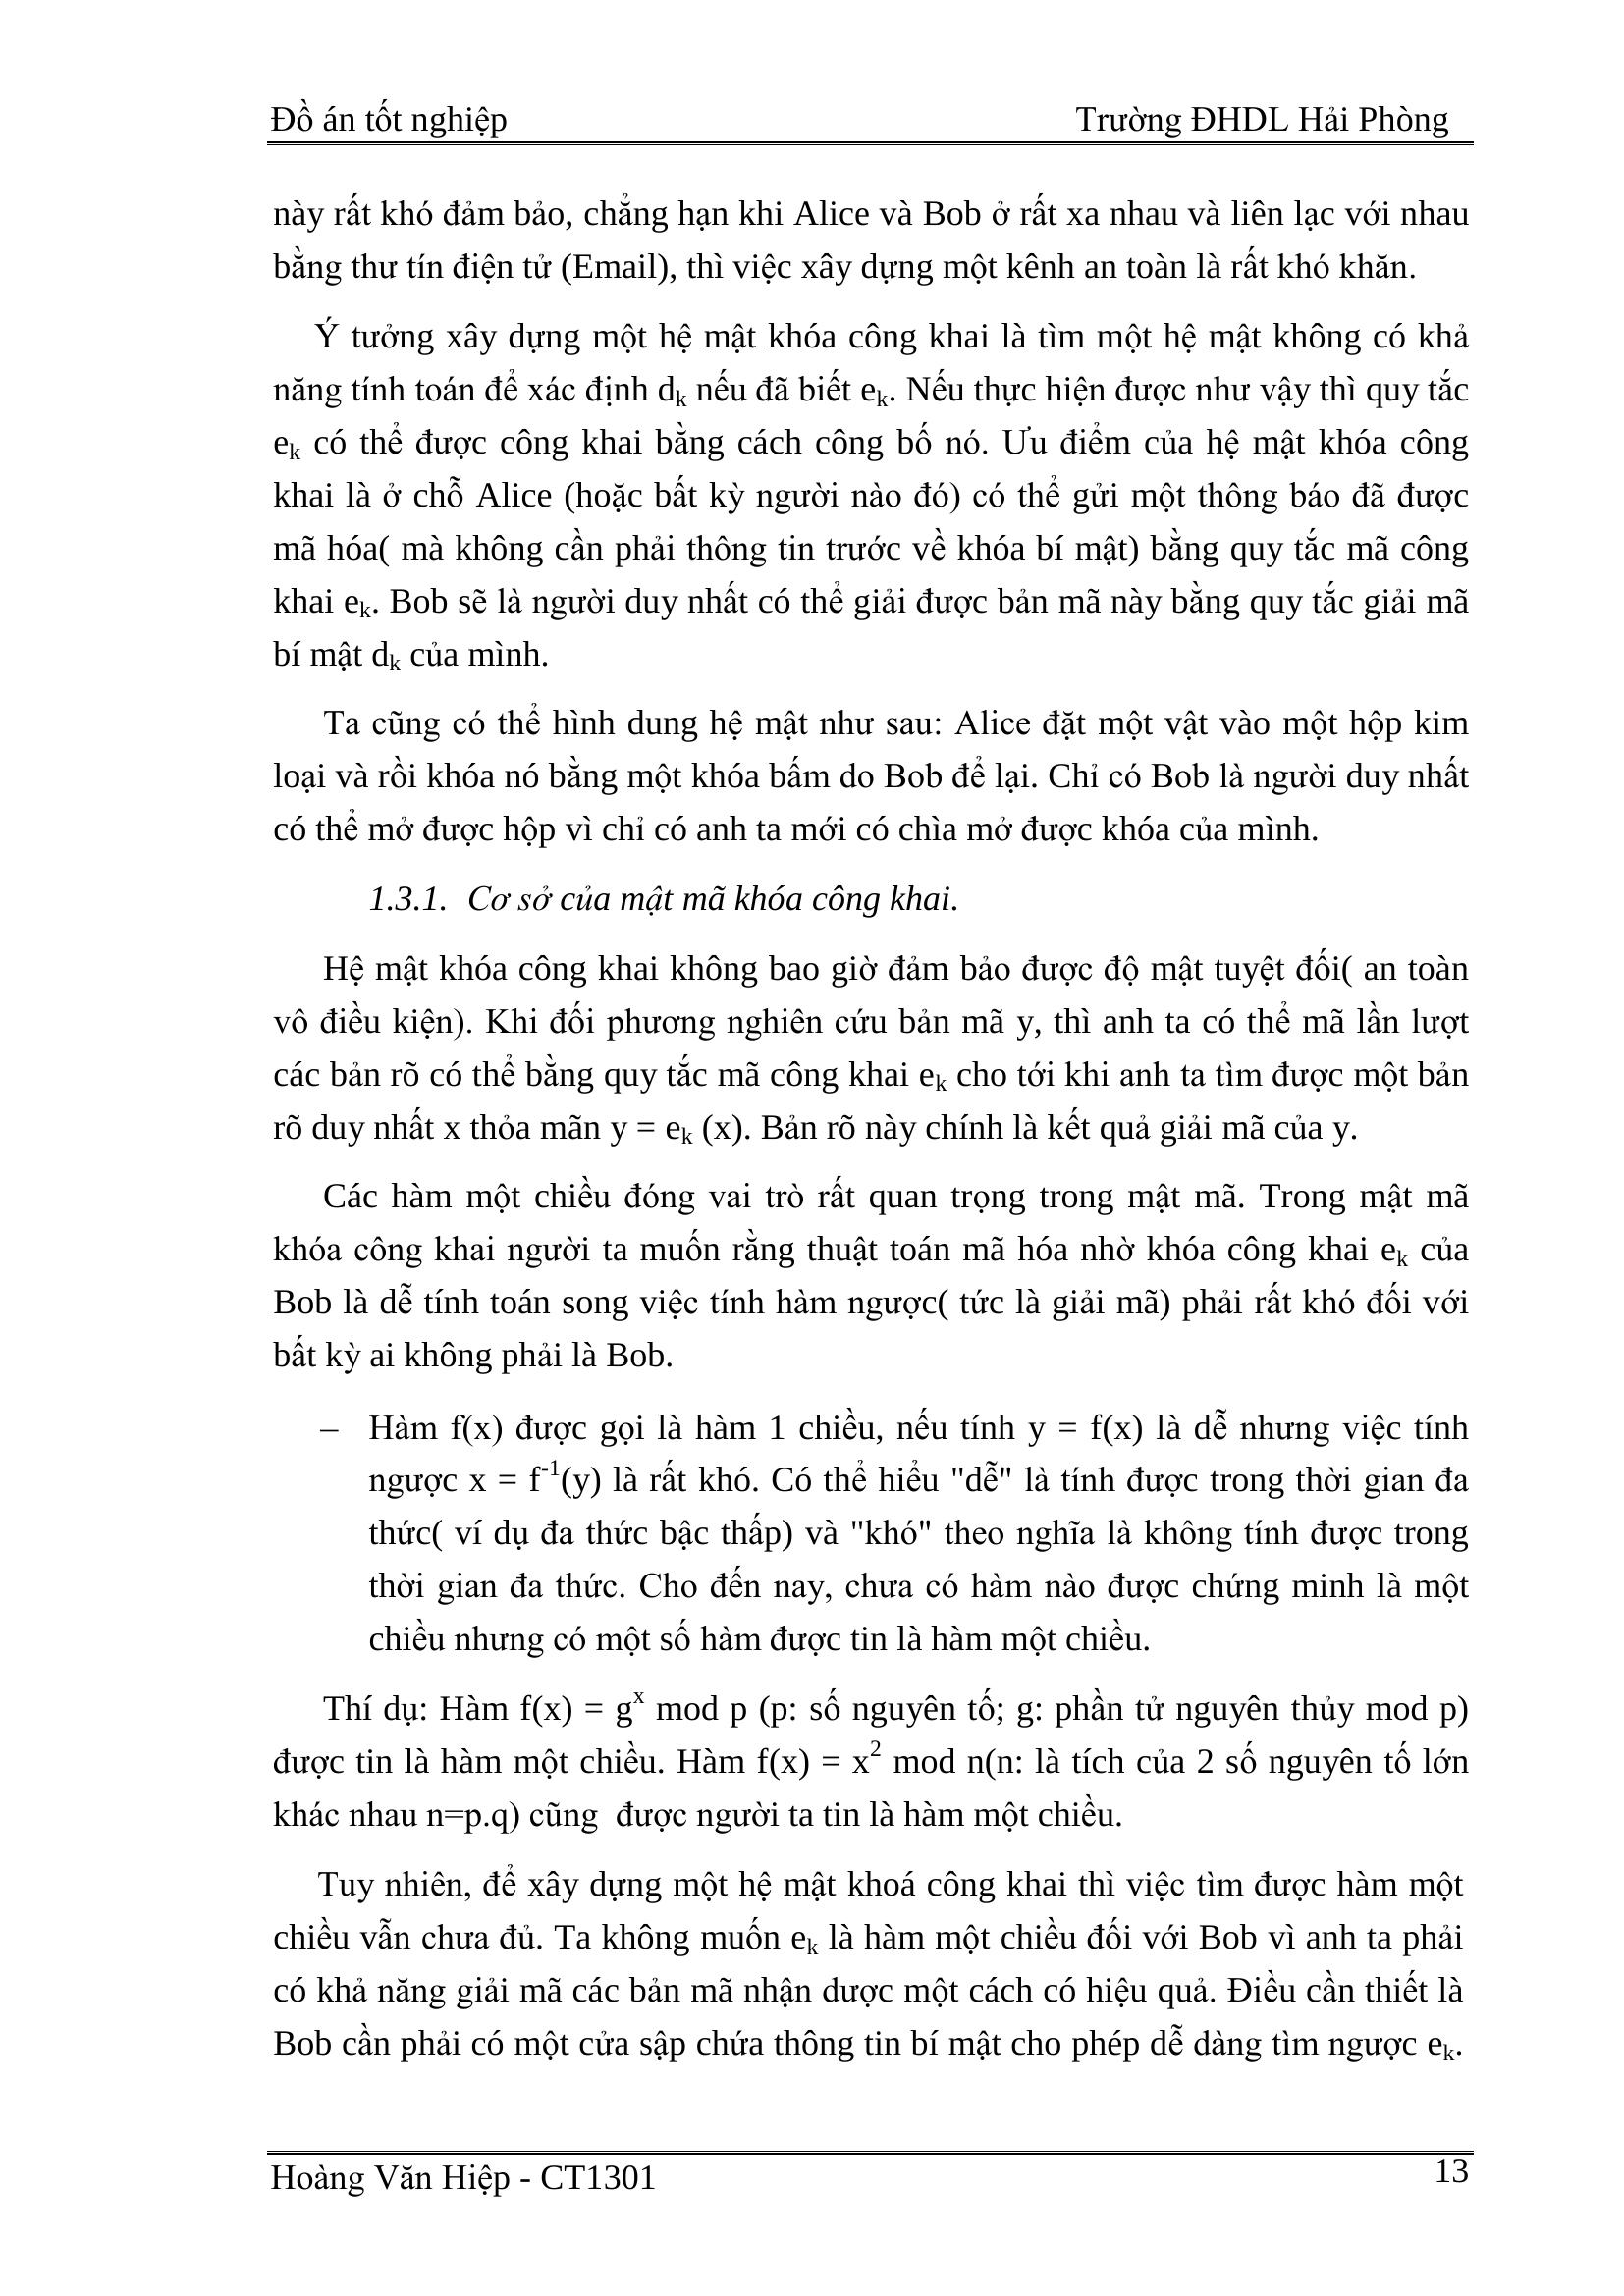 Đồ án tốt nghiệp Trường ĐHDL Hải Phòng
này rất khó đảm bảo, chẳng hạn khi Alice và Bob ở rất xa nhau và liên lạc với nhau
bằng thư tín điện tử (Email), thì việc xây dựng một kênh an toàn là rất khó khăn.
Ý tưởng xây dựng một hệ mật khóa công khai là tìm một hệ mật không có khả
năng tính toán để xác định d<sub>k</sub> nếu đã biết e<sub>k</sub>. Nếu thực hiện được như vậy thì quy tắc
e<sub>k</sub> có thể được công khai bằng cách công bố nó. Ưu điểm của hệ mật khóa công
khai là ở chỗ Alice (hoặc bất kỳ người nào đó) có thể gửi một thông báo đã được
mã hóa( mà không cần phải thông tin trước về khóa bí mật) bằng quy tắc mã công
khai e<sub>k</sub>. Bob sẽ là người duy nhất có thể giải được bản mã này bằng quy tắc giải mã
bí mật d<sub>k</sub> của mình.
Ta cũng có thể hình dung hệ mật như sau: Alice đặt một vật vào một hộp kim
loại và rồi khóa nó bằng một khóa bấm do Bob để lại. Chỉ có Bob là người duy nhất
có thể mở được hộp vì chỉ có anh ta mới có chìa mở được khóa của mình.
1.3.1. Cơ sở của mật mã khóa công khai.
Hệ mật khóa công khai không bao giờ đảm bảo được độ mật tuyệt đối( an toàn
vô điều kiện). Khi đối phương nghiên cứu bản mã y, thì anh ta có thể mã lần lượt
các bản rõ có thể bằng quy tắc mã công khai e<sub>k</sub> cho tới khi anh ta tìm được một bản
rõ duy nhất x thỏa mãn y = e<sub>k</sub> (x). Bản rõ này chính là kết quả giải mã của y.
Các hàm một chiều đóng vai trò rất quan trọng trong mật mã. Trong mật mã
khóa công khai người ta muốn rằng thuật toán mã hóa nhờ khóa công khai e<sub>k</sub> của
Bob là dễ tính toán song việc tính hàm ngược( tức là giải mã) phải rất khó đối với
bất kỳ ai không phải là Bob.
– Hàm f(x) được gọi là hàm 1 chiều, nếu tính y = f(x) là dễ nhưng việc tính
ngược x = f<sup>-1</sup>(y) là rất khó. Có thể hiểu "dễ" là tính được trong thời gian đa
thức( ví dụ đa thức bậc thấp) và "khó" theo nghĩa là không tính được trong
thời gian đa thức. Cho đến nay, chưa có hàm nào được chứng minh là một
chiều nhưng có một số hàm được tin là hàm một chiều.
Thí dụ: Hàm f(x) = g<sup>x</sup> mod p (p: số nguyên tố; g: phần tử nguyên thủy mod p)
được tin là hàm một chiều. Hàm f(x) = x<sup>2</sup> mod n(n: là tích của 2 số nguyên tố lớn
khác nhau n=p.q) cũng được người ta tin là hàm một chiều.
Tuy nhiên, để xây dựng một hệ mật khoá công khai thì việc tìm được hàm một
chiều vẫn chưa đủ. Ta không muốn e<sub>k</sub> là hàm một chiều đối với Bob vì anh ta phải
có khả năng giải mã các bản mã nhận dược một cách có hiệu quả. Điều cần thiết là
Bob cần phải có một cửa sập chứa thông tin bí mật cho phép dễ dàng tìm ngược e<sub>k</sub>.
Hoàng Văn Hiệp - CT1301 13